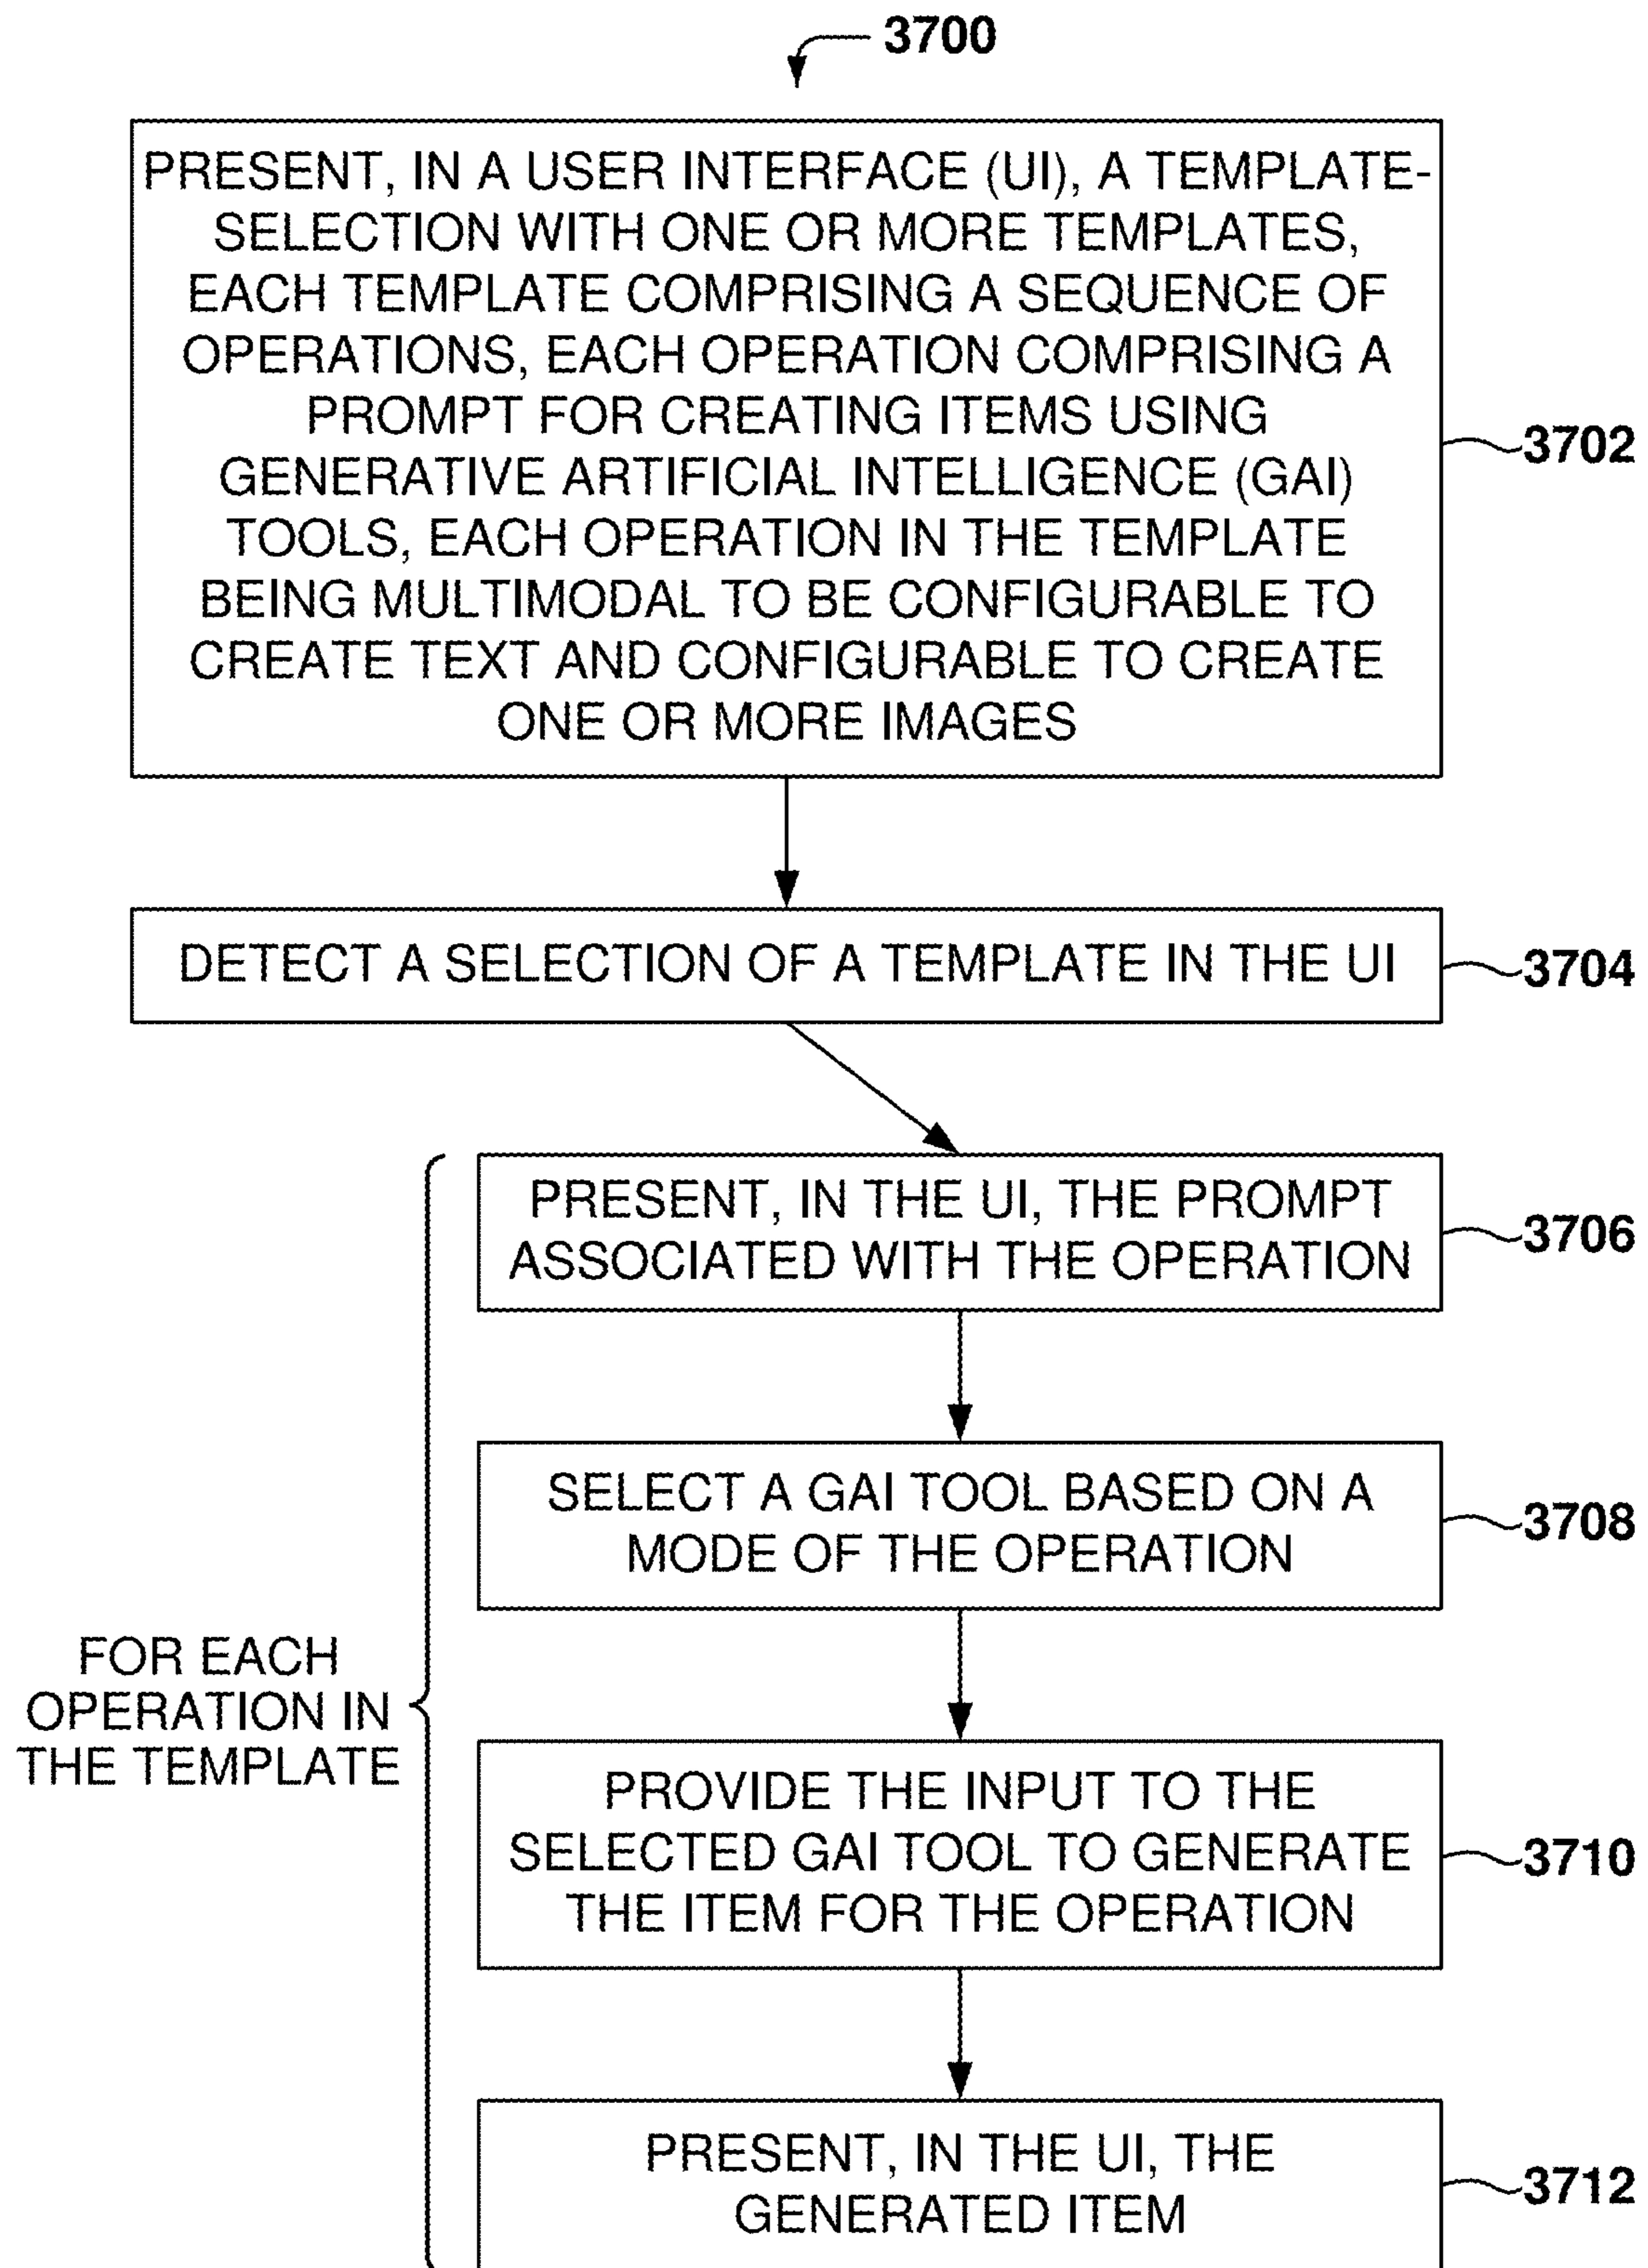 3700
PRESENT, IN A USER INTERFACE (UI), A TEMPLATE-
SELECTION WITH ONE OR MORE TEMPLATES,
EACH TEMPLATE COMPRISING A SEQUENCE OF
OPERATIONS, EACH OPERATION COMPRISING A
PROMPT FOR CREATING ITEMS USING
GENERATIVE ARTIFICIAL INTELLIGENCE (GAI)
TOOLS, EACH OPERATION IN THE TEMPLATE
BEING MULTIMODAL TO BE CONFIGURABLE TO
CREATE TEXT AND CONFIGURABLE TO CREATE
ONE OR MORE IMAGES
3702
DETECT A SELECTION OF A TEMPLATE IN THE UI
3704
FOR EACH
OPERATION IN
THE TEMPLATE
PRESENT, IN THE UI, THE PROMPT
ASSOCIATED WITH THE OPERATION
3706
SELECT A GAI TOOL BASED ON A
MODE OF THE OPERATION
3708
PROVIDE THE INPUT TO THE
SELECTED GAI TOOL TO GENERATE
THE ITEM FOR THE OPERATION
3710
PRESENT, IN THE UI, THE
GENERATED ITEM
3712